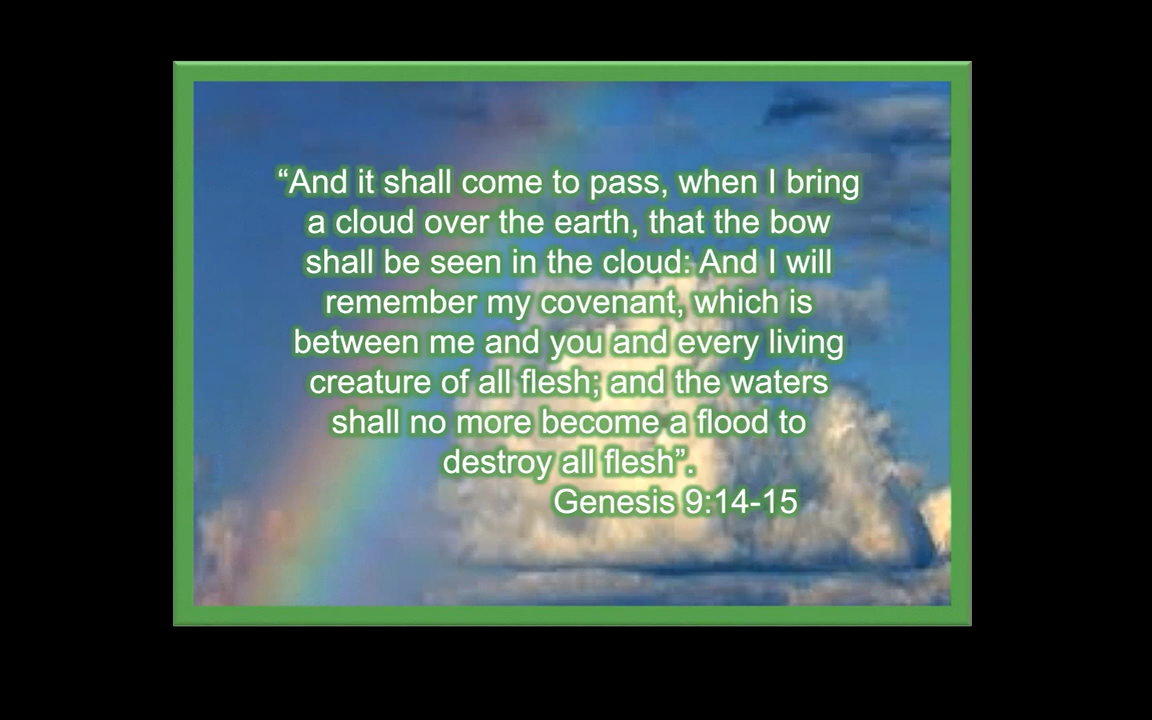 “And it shall come to pass, when I bring
a cloud over the earth, that the bow
shall be seen in the cloud: And I will
remember my covenant, which is
between me and you and every living
creature of all flesh; and the waters
shall no more become a flood to
destroy all flesh”.
Genesis 9:14-15